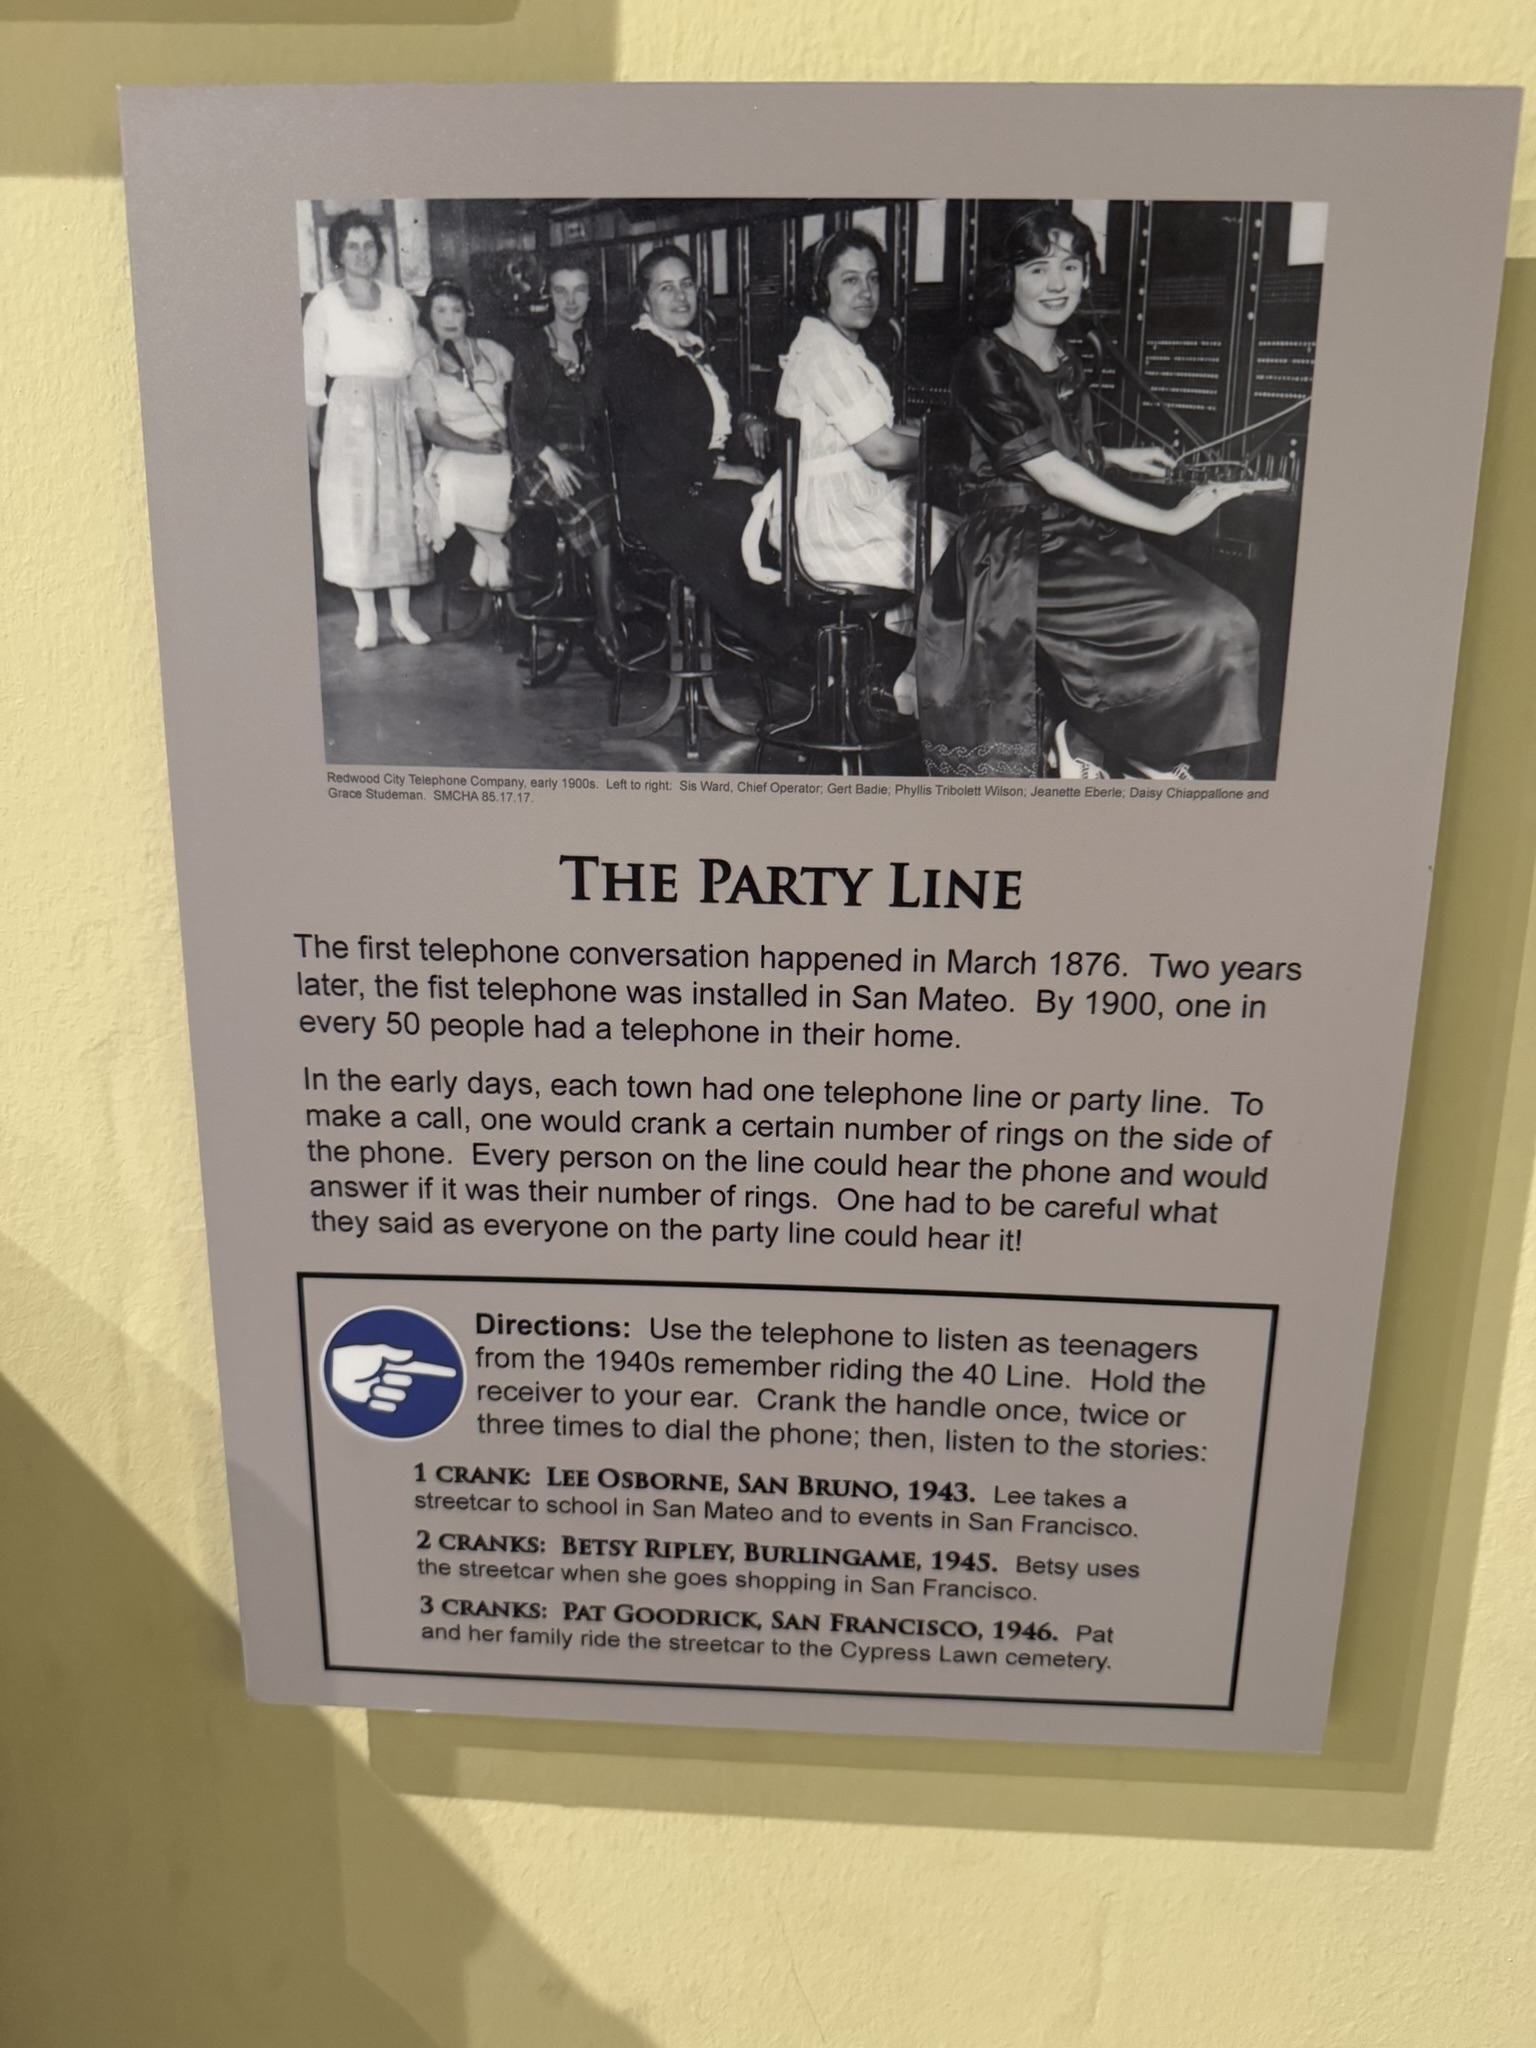 Redwood City Telephone Company, early 1900s. Left to right: Sis Ward, Chief Operator; Gert Badie; Phyllis Tribolett Wilson; Jeanette Eberle; Daisy Chiappallone and
Grace Studeman. SMCHA 85.17.17.
THE PARTY LINE
The first telephone conversation happened in March 1876. Two years
later, the fist telephone was installed in San Mateo. By 1900, one in
every 50 people had a telephone in their home.
In the early days, each town had one telephone line or party line. To
make a call, one would crank a certain number of rings on the side of
the phone. Every person on the line could hear the phone and would
answer if it was their number of rings. One had to be careful what
they said as everyone on the party line could hear it!
Directions: Use the telephone to listen as teenagers
from the 1940s remember riding the 40 Line. Hold the
receiver to your ear. Crank the handle once, twice or
three times to dial the phone; then, listen to the stories:
1 CRANK: LEE OSBORNE, SAN BRUNO, 1943. Lee takes a
streetcar to school in San Mateo and to events in San Francisco.
2 CRANKS: BETSY RIPLEY, BURLINGAME, 1945. Betsy uses
the streetcar when she goes shopping in San Francisco.
3 CRANKS: PAT GOODRICK, SAN FRANCISCO, 1946. Pat
and her family ride the streetcar to the Cypress Lawn cemetery.